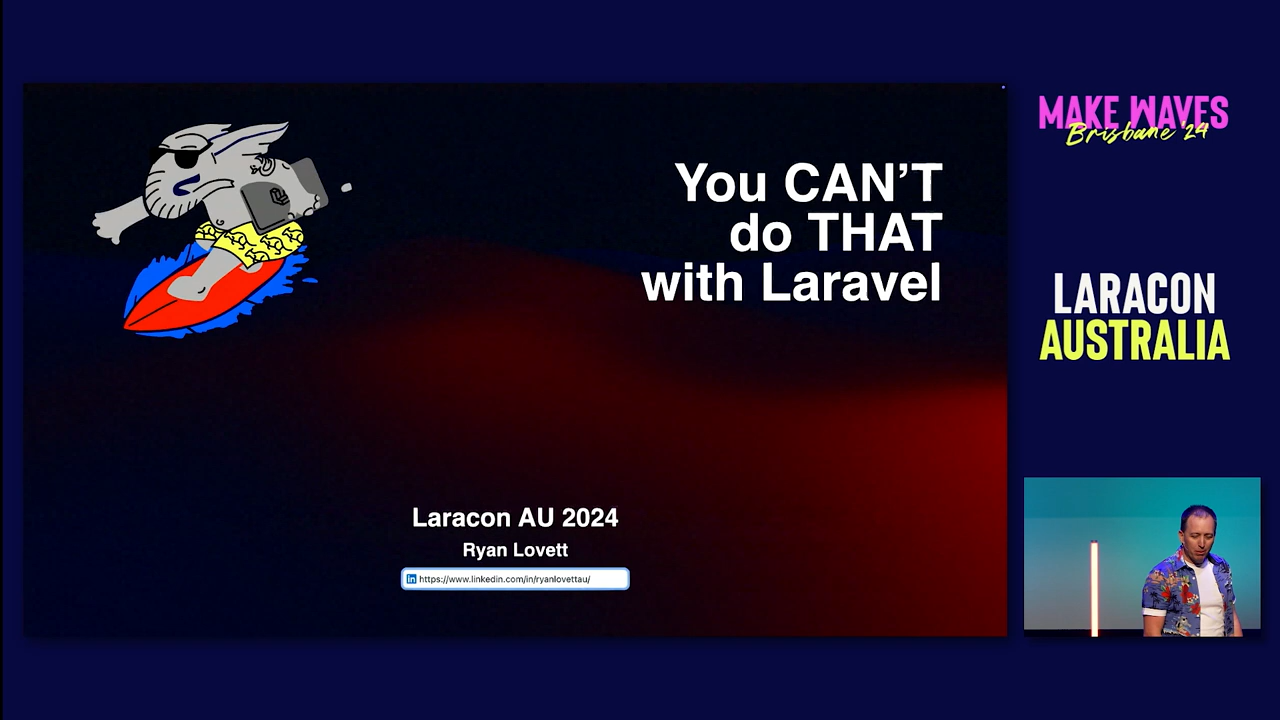 You CAN'T
do THAT
with Laravel
Laracon AU 2024
Ryan Lovett
in https://www.linkedin.com/in/ryanlovettau/
MAKE WAVES
Brisbane '24
LARACON
AUSTRALIA